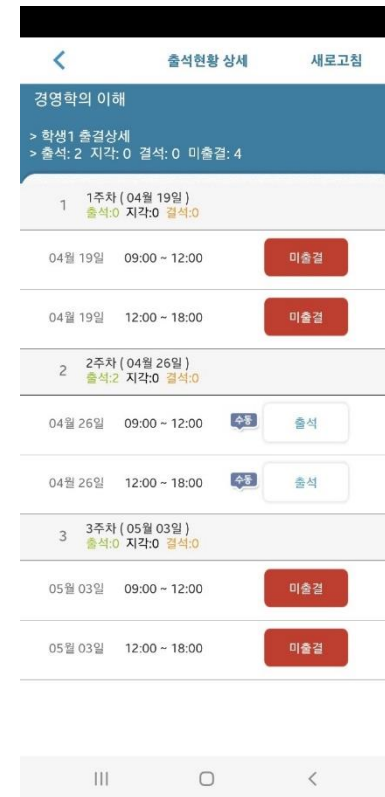 출석현황 상세 새로고침
경영학의 이해
> 학생1 출결상세
> 출석: 2 지각: 0 결석: 0 미출결: 4
1 1주차 ( 04월 19일 )
출석:0 지각:0 결석:0
04월 19일 09:00 ~ 12:00 미출결
04월 19일 12:00 ~ 18:00 미출결
2 2주차 ( 04월 26일 )
출석:2 지각:0 결석:0
04월 26일 09:00 ~ 12:00 수동 출석
04월 26일 12:00 ~ 18:00 수동 출석
3 3주차 ( 05월 03일 )
출석:0 지각:0 결석:0
05월 03일 09:00 ~ 12:00 미출결
05월 03일 12:00 ~ 18:00 미출결